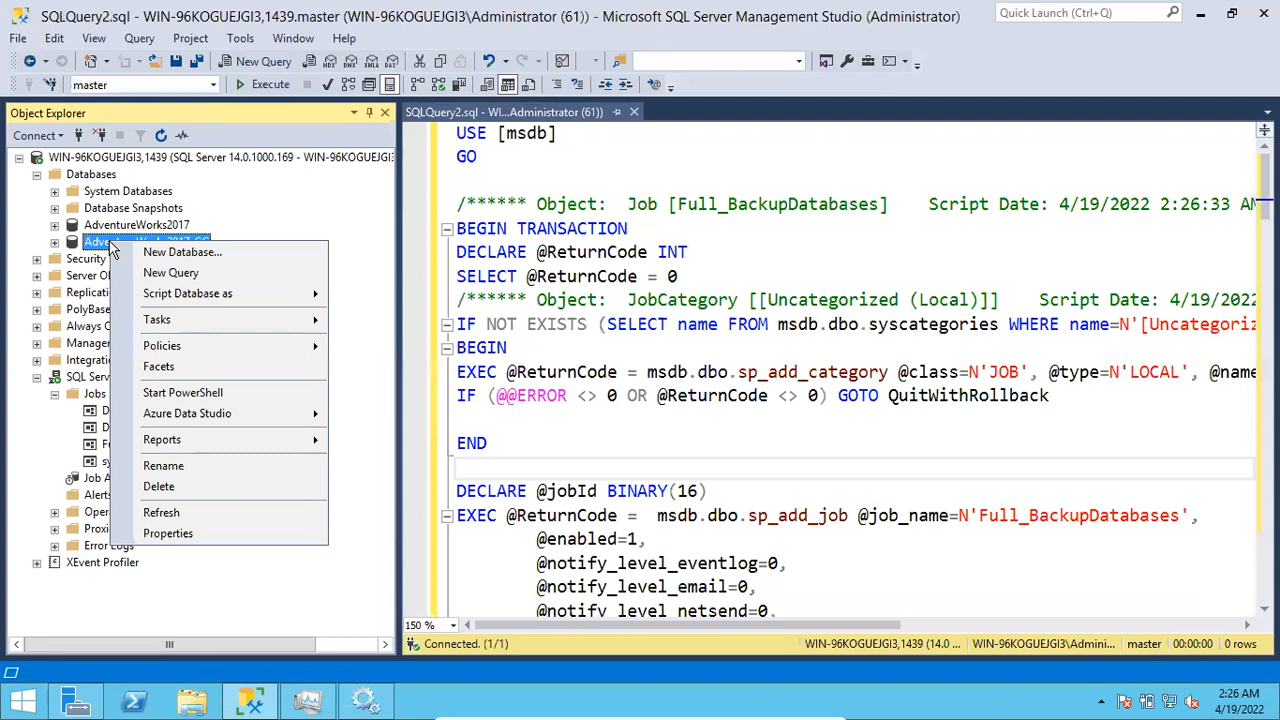 SQLQuery2.sql - WIN-96KOGUEJGI3,1439.master (WIN-96KOGUEJGI3\Administrator (61)) - Microsoft SQL Server Management Studio (Administrator)
Quick Launch (Ctrl+Q)
File Edit View Query Project Tools Window Help
New Query
master
Execute
Object Explorer
SQLQuery2.sql - WI...Administrator (61))
Connect
WIN-96KOGUEJGI3,1439 (SQL Server 14.0.1000.169 - WIN-96KOGUEJGI3
Databases
System Databases
Database Snapshots
AdventureWorks2017
Security
Server Ol
Replicati
PolyBase
Always C
Manager
Integrati
SQL Serv
Jobs
D
D
F
sy
Job A
Alerts
Oper
Proxi
Error Logs
XEvent Profiler
New Database...
New Query
Script Database as
Tasks
Policies
Facets
Start PowerShell
Azure Data Studio
Reports
Rename
Delete
Refresh
Properties
USE [msdb]
GO
/****** Object:  Job [Full_BackupDatabases]    Script Date: 4/19/2022 2:26:33 AM
BEGIN TRANSACTION
DECLARE @ReturnCode INT
SELECT @ReturnCode = 0
/****** Object:  JobCategory [[Uncategorized (Local)]]    Script Date: 4/19/2022
IF NOT EXISTS (SELECT name FROM msdb.dbo.syscategories WHERE name=N'[Uncategoriz
BEGIN
EXEC @ReturnCode = msdb.dbo.sp_add_category @class=N'JOB', @type=N'LOCAL', @name
IF (@@ERROR <> 0 OR @ReturnCode <> 0) GOTO QuitWithRollback
END
DECLARE @jobId BINARY(16)
EXEC @ReturnCode =  msdb.dbo.sp_add_job @job_name=N'Full_BackupDatabases',
@enabled=1,
@notify_level_eventlog=0,
@notify_level_email=0,
@notify_level_netsend=0,
150 %
Connected. (1/1)
WIN-96KOGUEJGI3,1439 (14.0 ...
WIN-96KOGUEJGI3\Admini...
master
00:00:00
0 rows
2:26 AM
4/19/2022